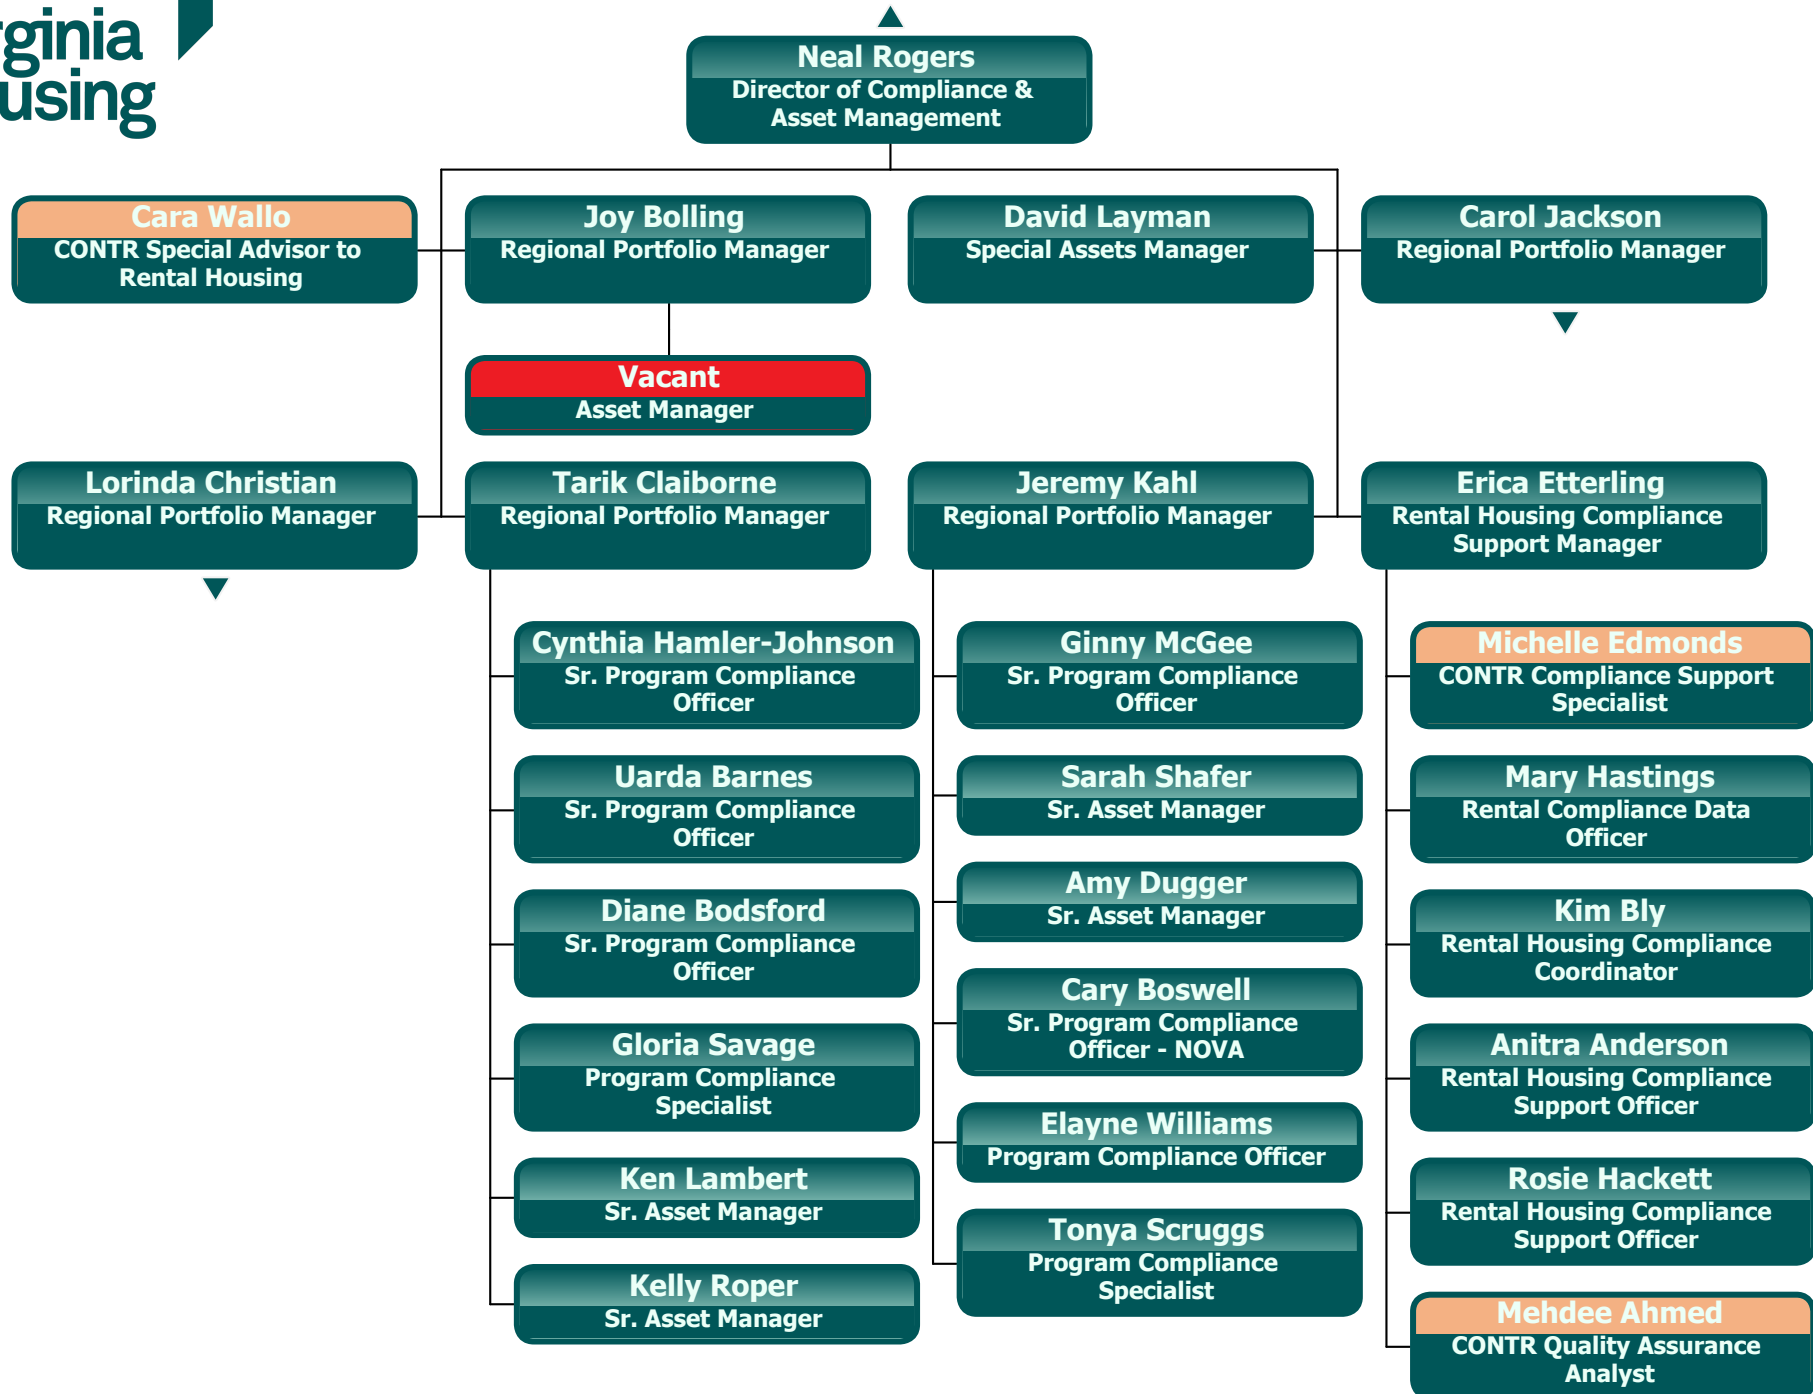 rginia
using
Neal Rogers
Director of Compliance &
Asset Management
Cara Wallo
CONTR Special Advisor to
Rental Housing
Joy Bolling
Regional Portfolio Manager
David Layman
Special Assets Manager
Carol Jackson
Regional Portfolio Manager
Vacant
Asset Manager
Lorinda Christian
Regional Portfolio Manager
Tarik Claiborne
Regional Portfolio Manager
Jeremy Kahl
Regional Portfolio Manager
Erica Etterling
Rental Housing Compliance
Support Manager
Cynthia Hamler-Johnson
Sr. Program Compliance
Officer
Uarda Barnes
Sr. Program Compliance
Officer
Diane Bodsford
Sr. Program Compliance
Officer
Gloria Savage
Program Compliance
Specialist
Ken Lambert
Sr. Asset Manager
Kelly Roper
Sr. Asset Manager
Ginny McGee
Sr. Program Compliance
Officer
Sarah Shafer
Sr. Asset Manager
Amy Dugger
Sr. Asset Manager
Cary Boswell
Sr. Program Compliance
Officer - NOVA
Elayne Williams
Program Compliance Officer
Tonya Scruggs
Program Compliance
Specialist
Michelle Edmonds
CONTR Compliance Support
Specialist
Mary Hastings
Rental Compliance Data
Officer
Kim Bly
Rental Housing Compliance
Coordinator
Anitra Anderson
Rental Housing Compliance
Support Officer
Rosie Hackett
Rental Housing Compliance
Support Officer
Mehdee Ahmed
CONTR Quality Assurance
Analyst